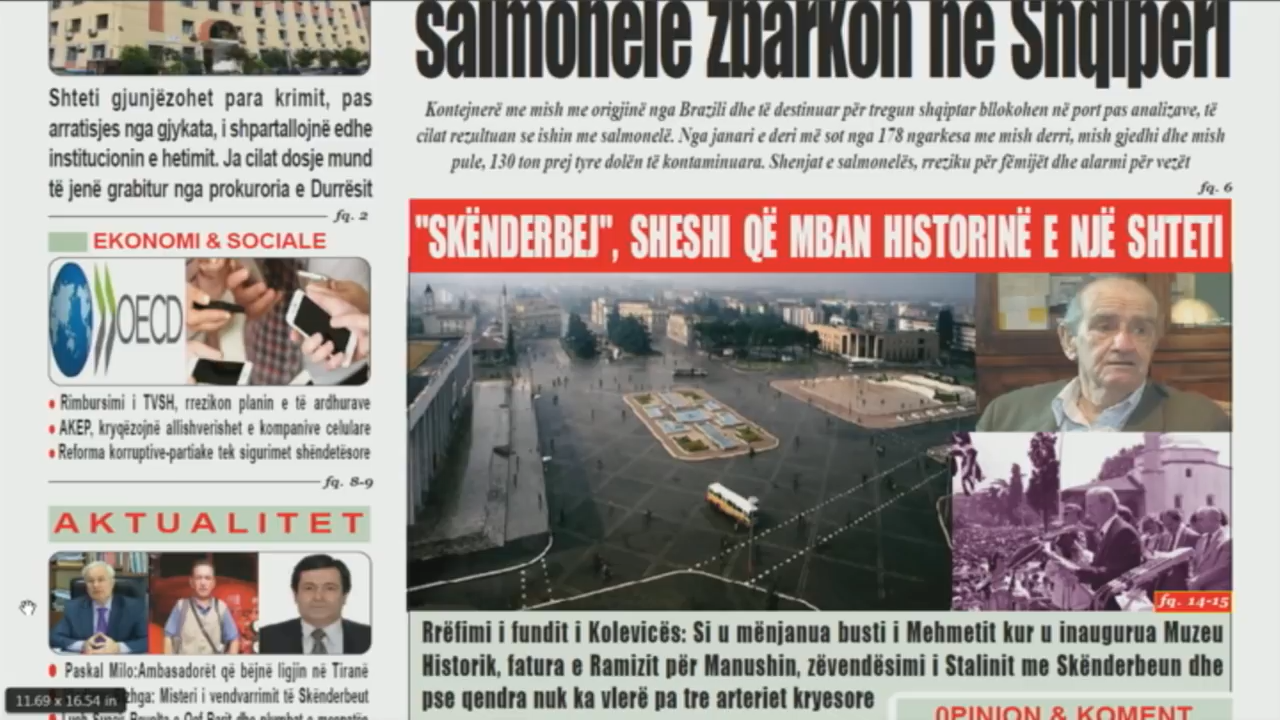 salmonelë zbarkon në Shqipëri
Kontejnerë me mish me origjinë nga Brazili dhe të destinuar për tregun shqiptar bllokohen në port pas analizave, të
cilat rezultuan se ishin me salmonelë. Nga janari e deri më sot nga 178 ngarkesa me mish derri, mish gjedhi dhe mish
pule, 130 ton prej tyre dolën të kontaminuara. Shenjat e salmonelës, rreziku për fëmijët dhe alarmi për vezët
fq. 6
Shteti gjunjëzohet para krimit, pas
arratisjes nga gjykata, i shpartallojnë edhe
institucionin e hetimit. Ja cilat dosje mund
të jenë grabitur nga prokuroria e Durrësit
fq. 2
EKONOMI & SOCIALE
OECD
Rimbursimi i TVSH, rrezikon planin e të ardhurave
AKEP, kryqëzojnë allishverishet e kompanive celulare
Reforma korruptive-partiake tek sigurimet shëndetësore
fq. 8-9
AKTUALITET
Paskal Milo:Ambasadorët që bëjnë ligjin në Tiranë
zhga: Misteri i vendvarrimit të Skënderbeut
11.69 x 16.54 in
"SKËNDERBEJ", SHESHI QË MBAN HISTORINË E NJË SHTETI
fq. 14-15
Rrëfimi i fundit i Kolevicës: Si u mënjanua busti i Mehmetit kur u inaugurua Muzeu
Historik, fatura e Ramizit për Manushin, zëvendësimi i Stalinit me Skënderbeun dhe
pse qendra nuk ka vlerë pa tre arteriet kryesore
OPINION & KOMENT